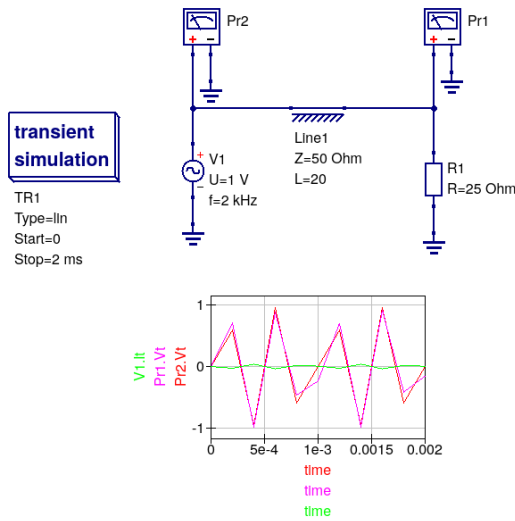 Pr2
Pr1
+ -
+ -
transient
simulation
TR1
Type=lin
Start=0
Stop=2 ms
+
V1
U=1 V
-
f=2 kHz
Line1
Z=50 Ohm
L=20
R1
R=25 Ohm
V1.It
Pr1.Vt
Pr2.Vt
1
0
-1
0
5e-4
1e-3
0.0015
0.002
time
time
time